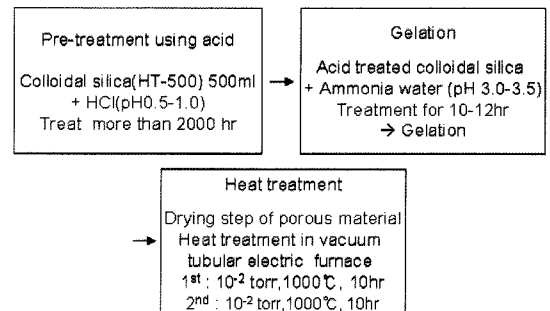 Pre-treatment using acid
Colloidal silica(HT-500) 500ml
+ HCl(pH0.5-1.0)
Treat more than 2000 hr
Gelation
Acid treated colloidal silica
+ Ammonia water (pH 3.0-3.5)
Treatment for 10-12hr
→ Gelation
Heat treatment
Drying step of porous material
Heat treatment in vacuum
tubular electric furnace
1st : 10-2 torr,1000℃, 10hr
2nd : 10-2 torr,1000℃, 10hr